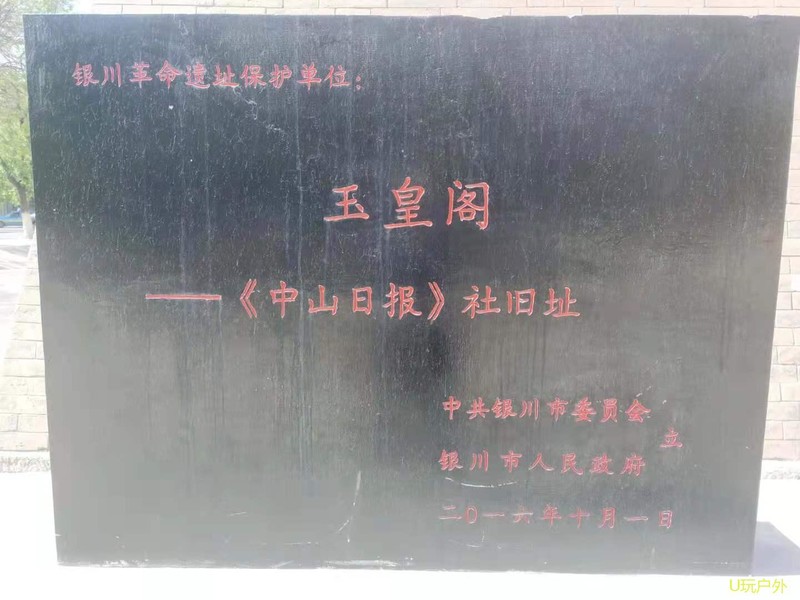 银川革命遗址保护单位：
玉皇阁
——《中山日报》社旧址
中共银川市委员会
立
银川市人民政府
二〇一六年十月一日
U玩户外